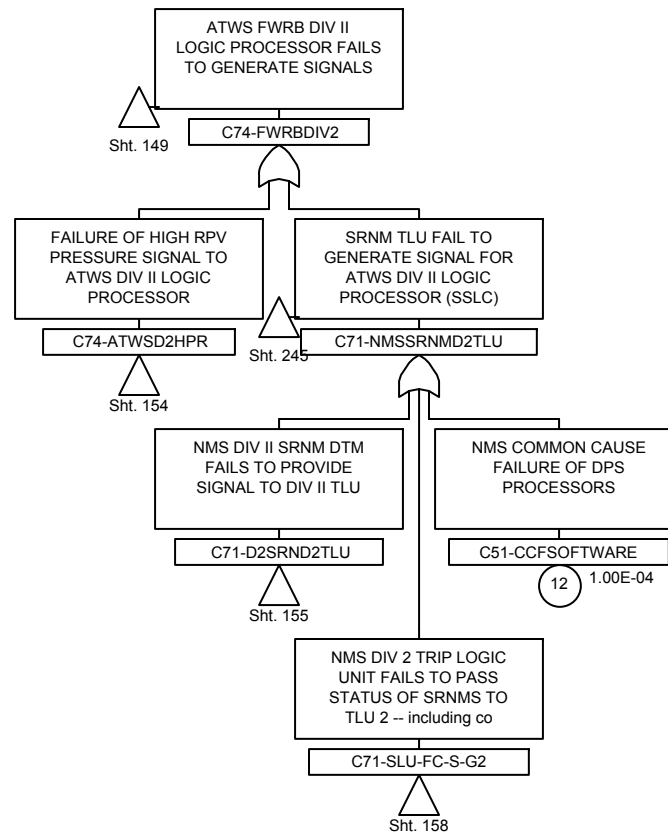 ATWS FWRB DIV II
LOGIC PROCESSOR FAILS
TO GENERATE SIGNALS
C74-FWRBDIV2
Sht. 149
FAILURE OF HIGH RPV
PRESSURE SIGNAL TO
ATWS DIV II LOGIC
PROCESSOR
C74-ATWSD2HPR
Sht. 154
SRNM TLU FAIL TO
GENERATE SIGNAL FOR
ATWS DIV II LOGIC
PROCESSOR (SSLC)
C71-NMSSRNMD2TLU
Sht. 245
NMS DIV II SRNM DTM
FAILS TO PROVIDE
SIGNAL TO DIV II TLU
C71-D2SRND2TLU
Sht. 155
NMS COMMON CAUSE
FAILURE OF DPS
PROCESSORS
C51-CCFSOFTWARE
12
1.00E-04
NMS DIV 2 TRIP LOGIC
UNIT FAILS TO PASS
STATUS OF SRNMS TO
TLU 2 -- including co
C71-SLU-FC-S-G2
Sht. 158